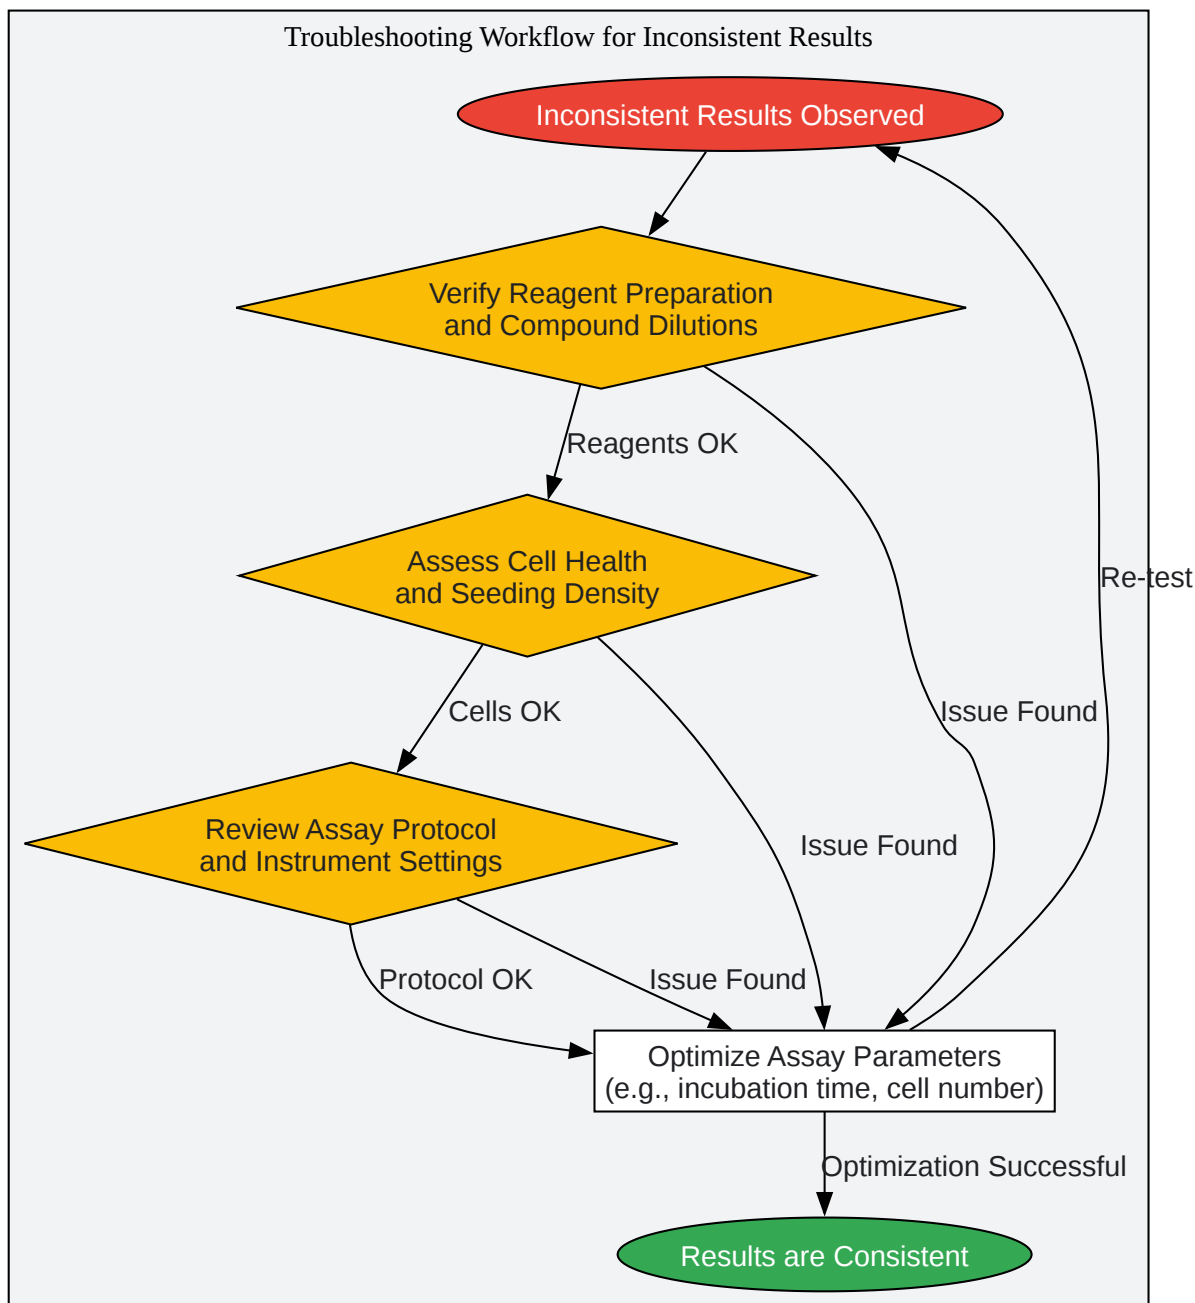 Troubleshooting Workflow for Inconsistent Results
Inconsistent Results Observed
Verify Reagent Preparation
and Compound Dilutions
Reagents OK
Assess Cell Health
and Seeding Density
Re-test
Cells OK
Issue Found
Review Assay Protocol
and Instrument Settings
Issue Found
Protocol OK
Issue Found
Optimize Assay Parameters
(e.g., incubation time, cell number)
Optimization Successful
Results are Consistent